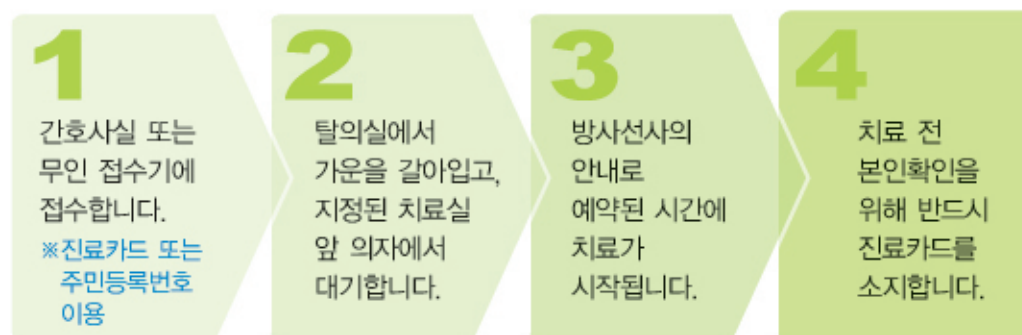 1
간호사실 또는
무인 접수기에
접수합니다.
※진료카드 또는
주민등록번호
이용
2
탈의실에서
가운을 갈아입고,
지정된 치료실
앞 의자에서
대기합니다.
3
방사선사의
안내로
예약된 시간에
치료가
시작됩니다.
4
치료 전
본인확인을
위해 반드시
진료카드를
소지합니다.